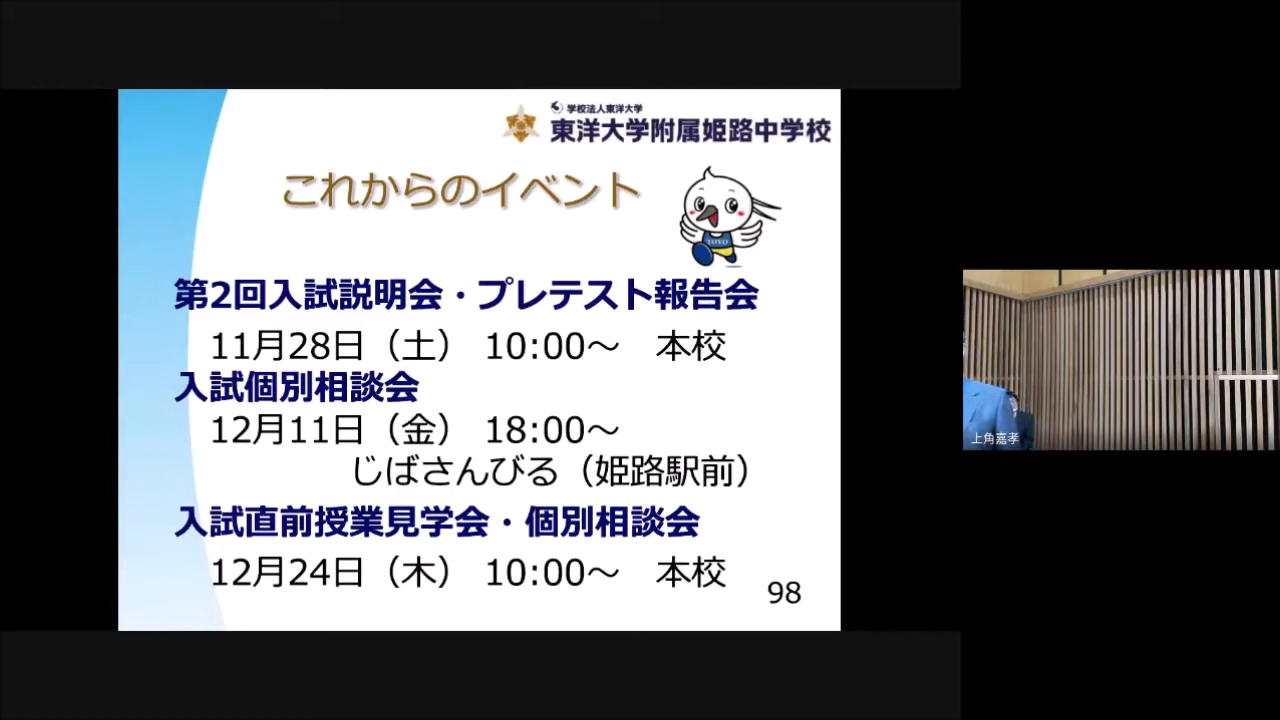 学校法人東洋大学
東洋大学附属姫路中学校
これからのイベント
TOYO
第2回入試説明会・プレテスト報告会
11月28日（土） 10:00～ 本校
入試個別相談会
12月11日（金） 18:00～
じばさんびる（姫路駅前）
入試直前授業見学会・個別相談会
12月24日（木） 10:00～ 本校
98
上角嘉孝